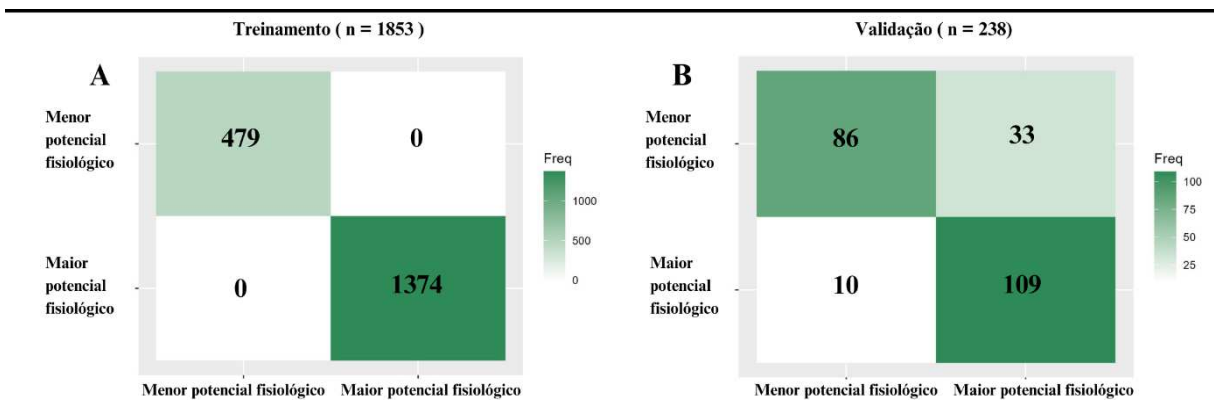 Treinamento ( n = 1853 )
A
Menor
potencial
fisiológico
479
0
Maior
potencial
fisiológico
0
1374
Menor potencial fisiológico
Maior potencial fisiológico
Freq
1000
500
0
Validação ( n = 238)
B
Menor
potencial
fisiológico
86
33
Maior
potencial
fisiológico
10
109
Menor potencial fisiológico
Maior potencial fisiológico
Freq
100
75
50
25